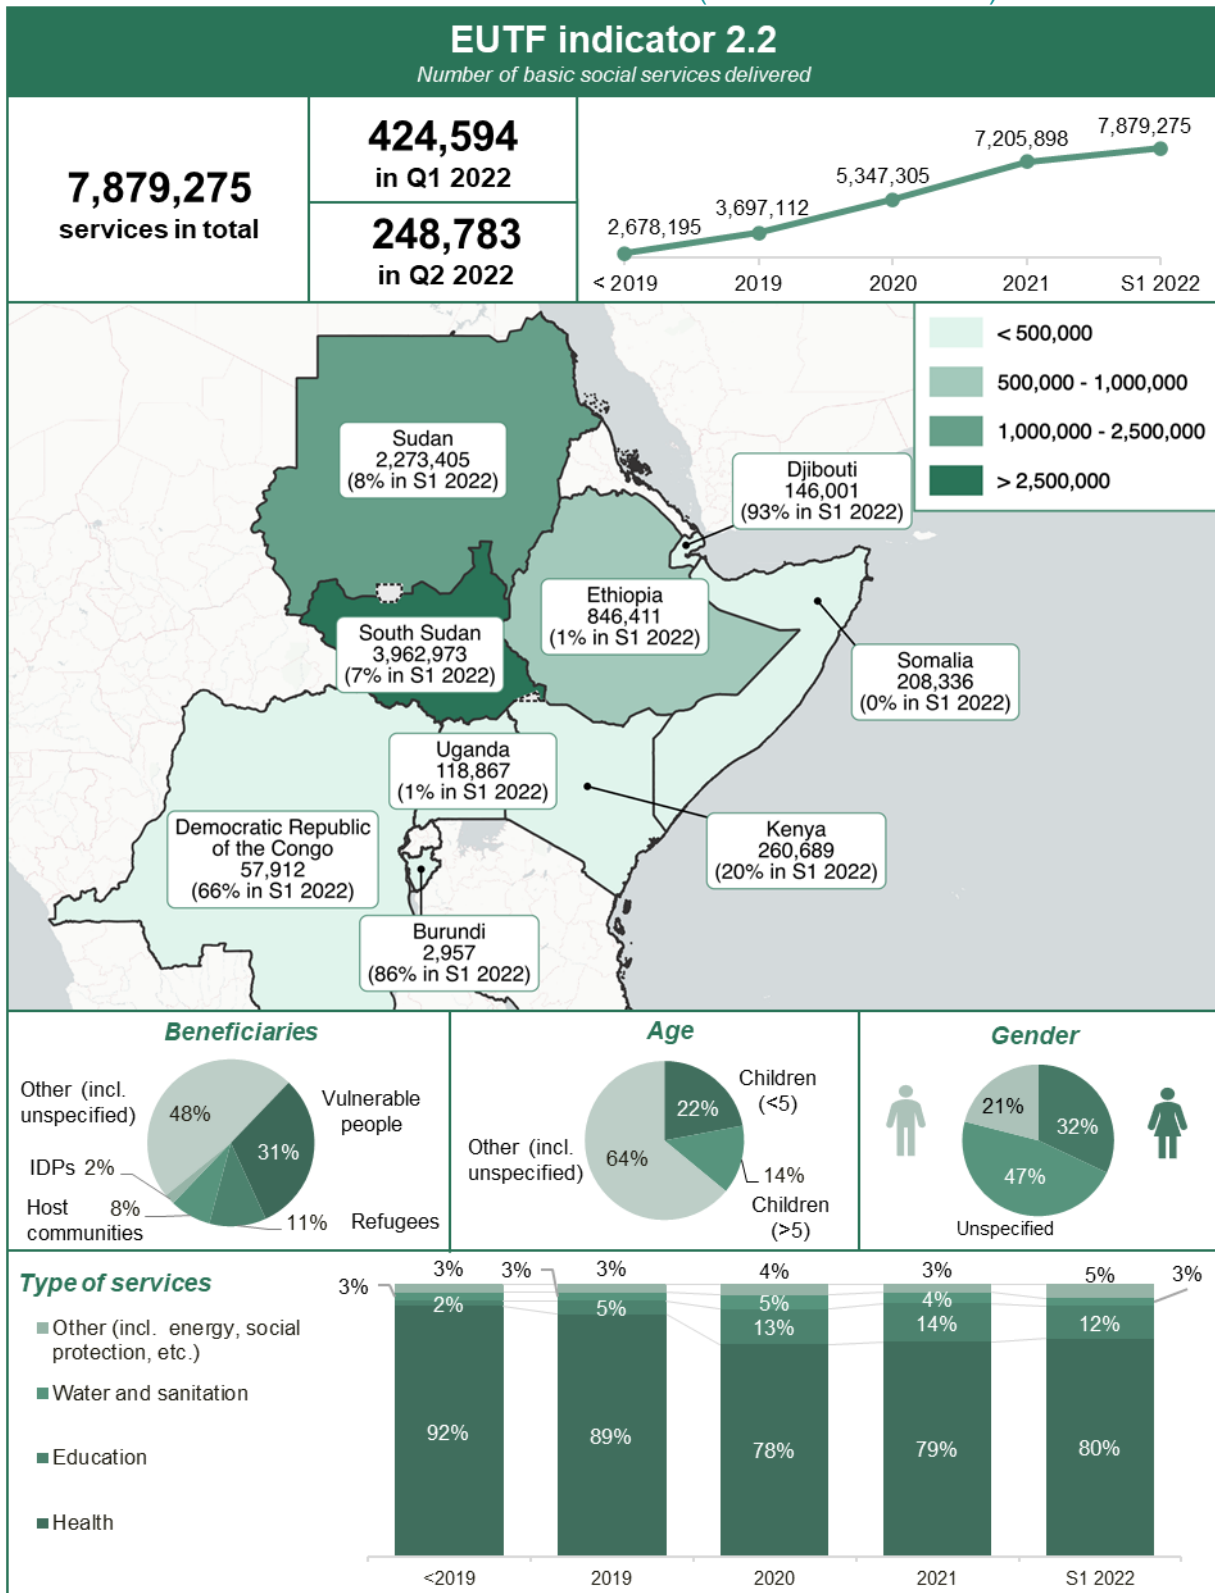 EUTF indicator 2.2
Number of basic social services delivered
7,879,275
services in total
424,594
in Q1 2022
248,783
in Q2 2022
2,678,195
3,697,112
5,347,305
7,205,898
7,879,275
< 2019
2019
2020
2021
S1 2022
< 500,000
500,000 - 1,000,000
1,000,000 - 2,500,000
> 2,500,000
Sudan
2,273,405
(8% in S1 2022)
Djibouti
146,001
(93% in S1 2022)
Ethiopia
846,411
(1% in S1 2022)
South Sudan
3,962,973
(7% in S1 2022)
Somalia
208,336
(0% in S1 2022)
Uganda
118,867
(1% in S1 2022)
Democratic Republic
of the Congo
57,912
(66% in S1 2022)
Kenya
260,689
(20% in S1 2022)
Burundi
2,957
(86% in S1 2022)
Beneficiaries
Other (incl.
unspecified)
48%
Vulnerable
people
31%
IDPs 2%
Host
communities
8%
11%
Refugees
Age
Children
(<5)
22%
Other (incl.
unspecified)
64%
14%
Children
(>5)
Gender
21%
32%
47%
Unspecified
Type of services
Other (incl. energy, social
protection, etc.)
Water and sanitation
Education
Health
3%
3%
2%
92%
3%
3%
5%
89%
4%
5%
13%
78%
3%
4%
14%
79%
5%
3%
12%
80%
<2019
2019
2020
2021
S1 2022